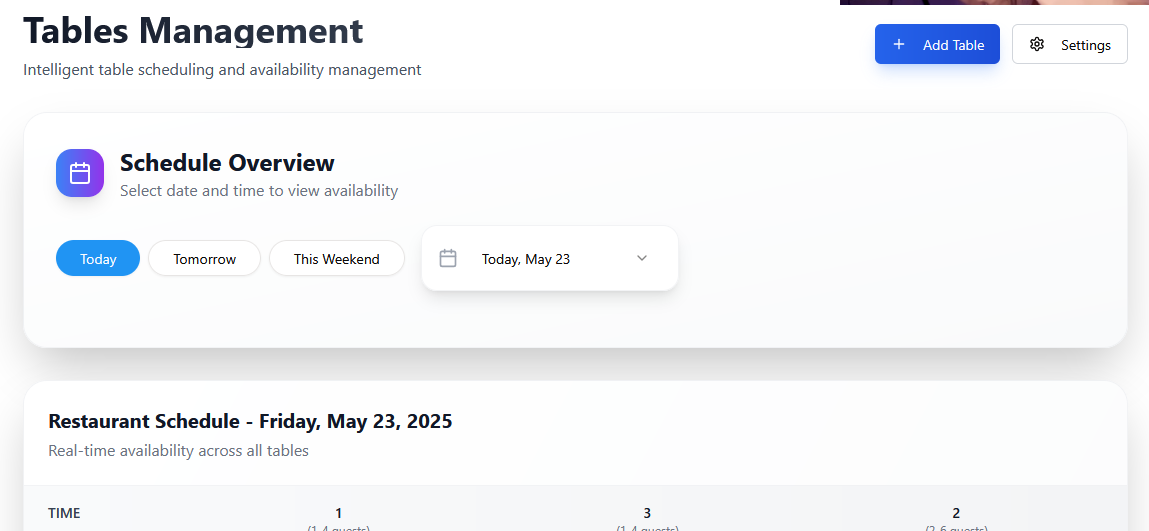 Tables Management
Intelligent table scheduling and availability management
Add Table
Settings
Schedule Overview
Select date and time to view availability
Today
Tomorrow
This Weekend
Today, May 23
Restaurant Schedule - Friday, May 23, 2025
Real-time availability across all tables
TIME 1 3 2
(1-4 guests) (1-4 guests) (2-6 guests)